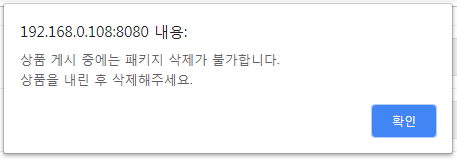 192.168.0.108:8080 내용:
상품 게시 중에는 패키지 삭제가 불가합니다.
상품을 내린 후 삭제해주세요.
확인